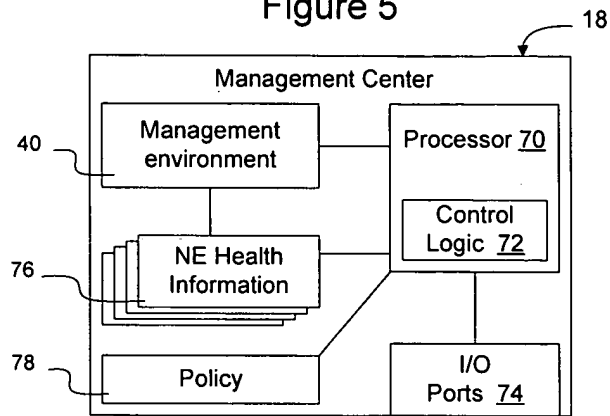 Figure 5
18
Management Center
40
Management
environment
Processor 70
Control
Logic 72
76
NE Health
Information
78
Policy
I/O
Ports 74